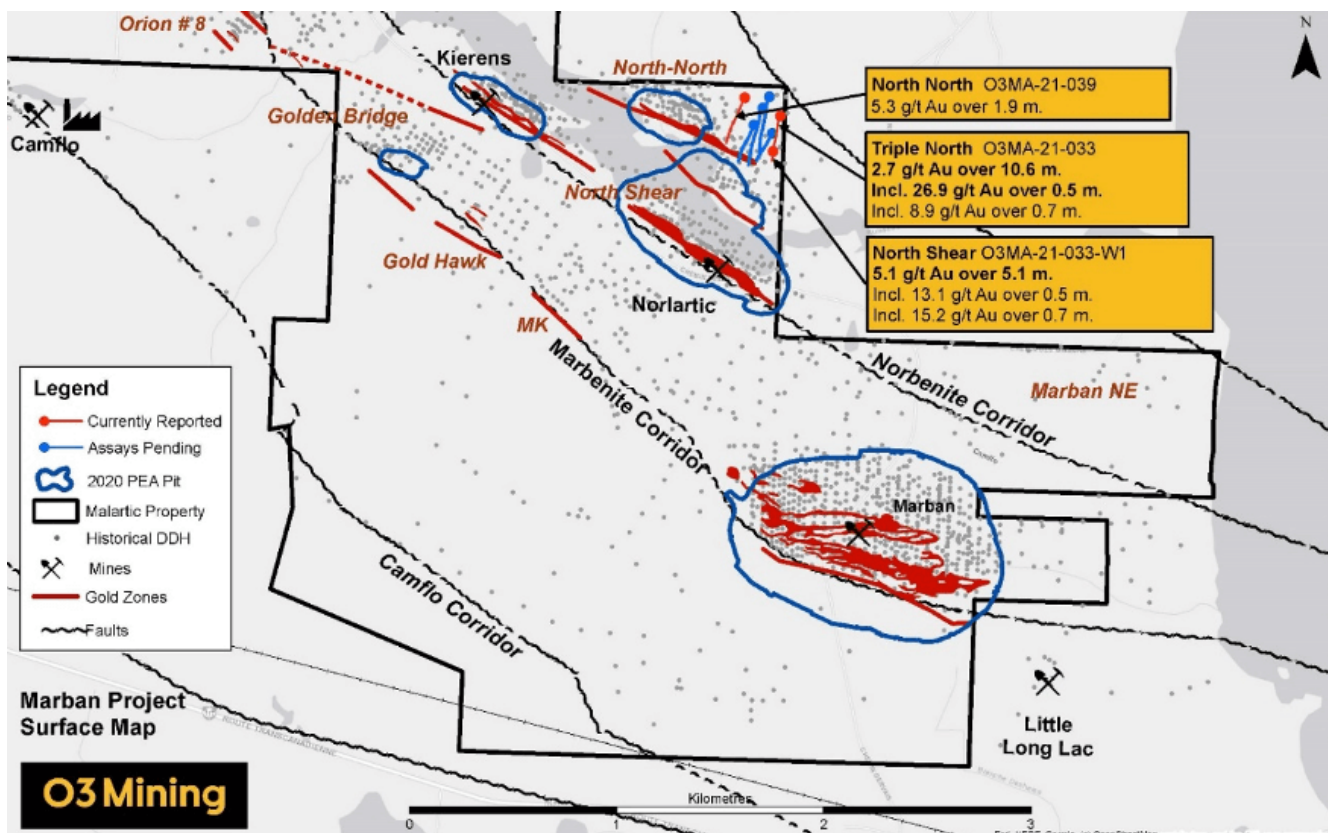 Orion # 8
Kierens
North-North
N
North North O3MA-21-039
5.3 g/t Au over 1.9 m.
Golden Bridge
Camflo
Triple North O3MA-21-033
2.7 g/t Au over 10.6 m.
Incl. 26.9 g/t Au over 0.5 m.
Incl. 8.9 g/t Au over 0.7 m.
North Shear
North Shear O3MA-21-033-W1
5.1 g/t Au over 5.1 m.
Incl. 13.1 g/t Au over 0.5 m.
Incl. 15.2 g/t Au over 0.7 m.
Gold Hawk
Norlartic
MK
Marbenite Corridor
Norbenite Corridor
Marban NE
Legend
Currently Reported
Assays Pending
2020 PEA Pit
Malartic Property
Historical DDH
Mines
Gold Zones
Faults
Marban
Camflo Corridor
Marban Project
Surface Map
ROUTE TRANSCANADIENNE
Little
Long Lac
O3 Mining
Kilometres
0 1 2 3